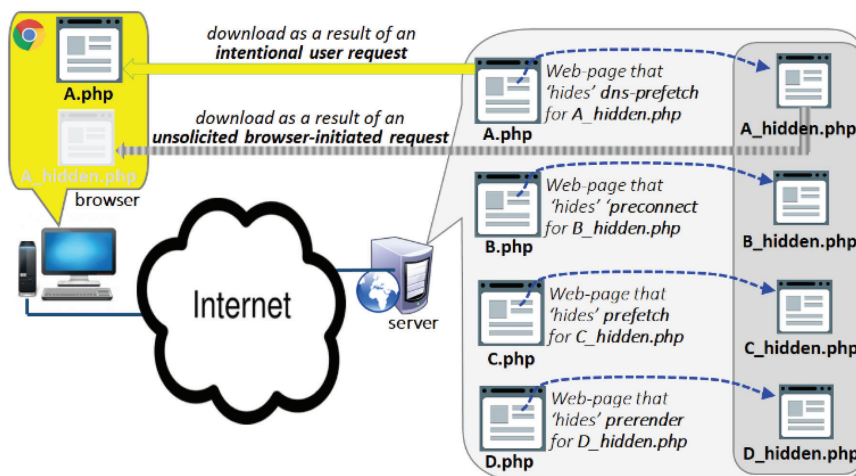 download as a result of an
intentional user request
A.php
download as a result of an
unsolicited browser-initiated request
A_hidden.php
browser
Internet
server
A.php
Web-page that
'hides' dns-prefetch
for A_hidden.php
A_hidden.php
B.php
Web-page that
'hides' 'preconnect
for B_hidden.php
B_hidden.php
C.php
Web-page that
'hides' prefetch
for C_hidden.php
C_hidden.php
D.php
Web-page that
'hides' prerender
for D_hidden.php
D_hidden.php